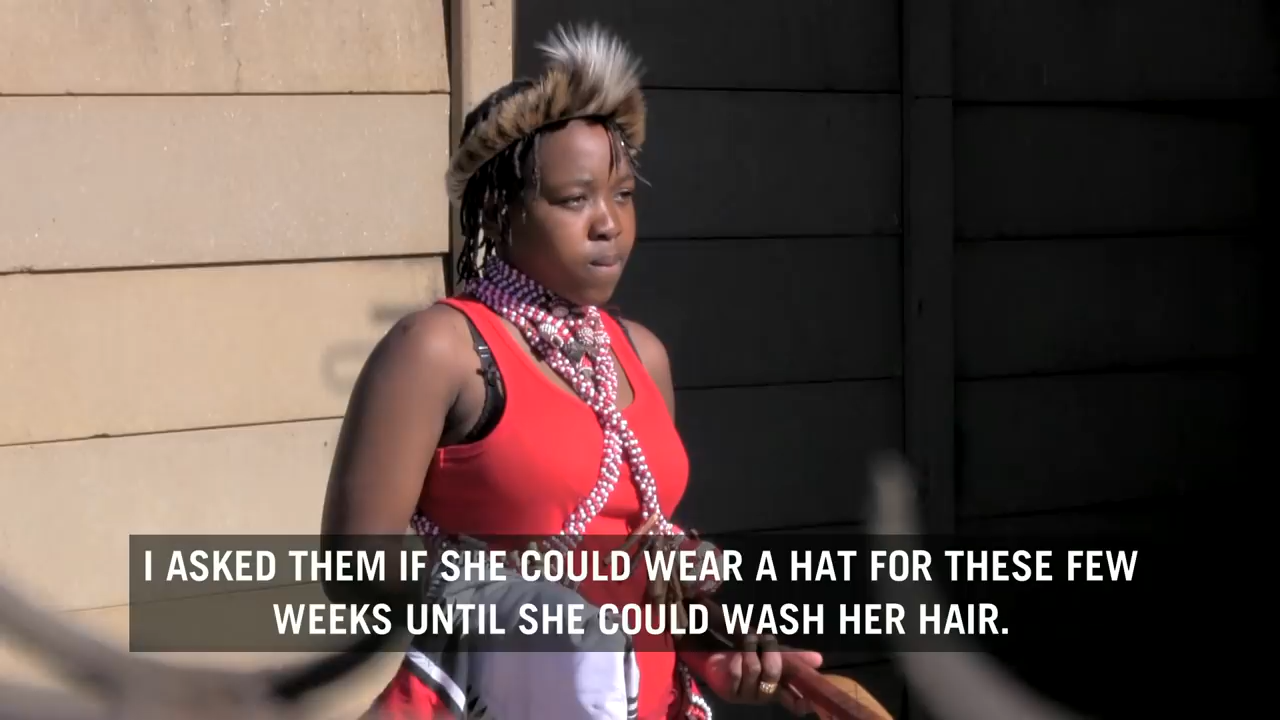 I ASKED THEM IF SHE COULD WEAR A HAT FOR THESE FEW
WEEKS UNTIL SHE COULD WASH HER HAIR.